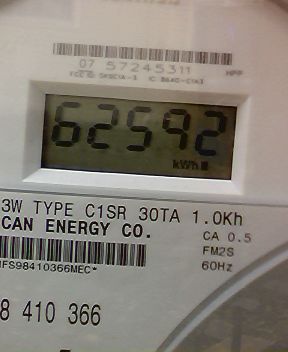 07 57245311 HPP
62592
kWh
3W TYPE C1SR 30TA 1.0Kh
CAN ENERGY CO.
CA 0.5
FM2S
60Hz
8 410 366